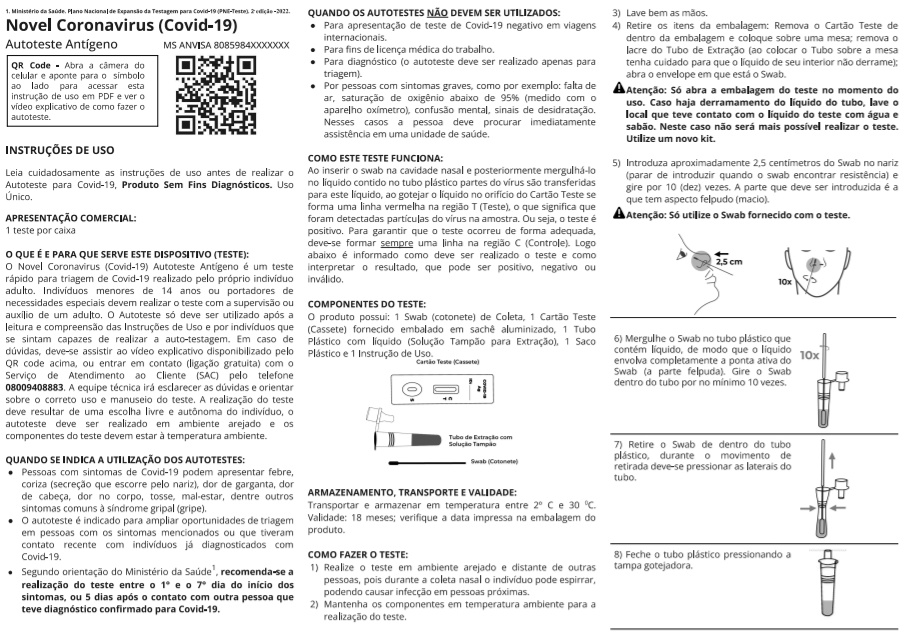 1. Ministério da Saúde. Plano Nacional de Expansão da Testagem para Covid-19 (PNE-Teste). 2ª edição -2022.
Novel Coronavirus (Covid-19)
Autoteste Antígeno MS ANVISA 8085984XXXXXXX
QR Code - Abra a câmera do
celular e aponte para o símbolo
ao lado para acessar esta
instrução de uso em PDF e ver o
vídeo explicativo de como fazer o
autoteste.
INSTRUÇÕES DE USO
Leia cuidadosamente as instruções de uso antes de realizar o
Autoteste para Covid-19, Produto Sem Fins Diagnósticos. Uso
Único.
APRESENTAÇÃO COMERCIAL:
1 teste por caixa
O QUE É E PARA QUE SERVE ESTE DISPOSITIVO (TESTE):
O Novel Coronavírus (Covid-19) Autoteste Antígeno é um teste
rápido para triagem de Covid-19 realizado pelo próprio indivíduo
adulto. Indivíduos menores de 14 anos ou portadores de
necessidades especiais devem realizar o teste com a supervisão ou
auxílio de um adulto. O Autoteste só deve ser utilizado após a
leitura e compreensão das Instruções de Uso e por indivíduos que
se sintam capazes de realizar a auto-testagem. Em caso de
dúvidas, deve-se assistir ao vídeo explicativo disponibilizado pelo
QR code acima, ou entrar em contato (ligação gratuita) com o
Serviço de Atendimento ao Cliente (SAC) pelo telefone
08009408883. A equipe técnica irá esclarecer as dúvidas e orientar
sobre o correto uso e manuseio do teste. A realização do teste
deve resultar de uma escolha livre e autônoma do indivíduo, o
autoteste deve ser realizado em ambiente arejado e os
componentes do teste devem estar à temperatura ambiente.
QUANDO SE INDICA A UTILIZAÇÃO DOS AUTOTESTES:
• Pessoas com sintomas de Covid-19 podem apresentar febre,
coriza (secreção que escorre pelo nariz), dor de garganta, dor
de cabeça, dor no corpo, tosse, mal-estar, dentre outros
sintomas comuns à síndrome gripal (gripe).
• O autoteste é indicado para ampliar oportunidades de triagem
em pessoas com os sintomas mencionados ou que tiveram
contato recente com indivíduos já diagnosticados com
Covid-19.
• Segundo orientação do Ministério da Saúde¹, recomenda-se a
realização do teste entre o 1º e o 7º dia do início dos
sintomas, ou 5 dias após o contato com outra pessoa que
teve diagnóstico confirmado para Covid-19.
QUANDO OS AUTOTESTES NÃO DEVEM SER UTILIZADOS:
• Para apresentação de teste de Covid-19 negativo em viagens
internacionais.
• Para fins de licença médica do trabalho.
• Para diagnóstico (o autoteste deve ser realizado apenas para
triagem).
• Por pessoas com sintomas graves, como por exemplo: falta de
ar, saturação de oxigênio abaixo de 95% (medido com o
aparelho oxímetro), confusão mental, sinais de desidratação.
Nesses casos a pessoa deve procurar imediatamente
assistência em uma unidade de saúde.
COMO ESTE TESTE FUNCIONA:
Ao inserir o swab na cavidade nasal e posteriormente mergulhá-lo
no líquido contido no tubo plástico partes do vírus são transferidas
para este líquido, ao gotejar o líquido no orifício do Cartão Teste se
forma uma linha vermelha na região T (Teste), o que significa que
foram detectadas partículas do vírus na amostra. Ou seja, o teste é
positivo. Para garantir que o teste ocorreu de forma adequada,
deve-se formar sempre uma linha na região C (Controle). Logo
abaixo é informado como deve ser realizado o teste e como
interpretar o resultado, que pode ser positivo, negativo ou
inválido.
COMPONENTES DO TESTE:
O produto possui: 1 Swab (cotonete) de Coleta, 1 Cartão Teste
(Cassete) fornecido embalado em sachê aluminizado, 1 Tubo
Plástico com líquido (Solução Tampão para Extração), 1 Saco
Plástico e 1 Instrução de Uso.
Cartão Teste (Cassete)
S
C T
COVID-19
Ag
Tubo de Extração com
Solução Tampão
Swab (Cotonete)
ARMAZENAMENTO, TRANSPORTE E VALIDADE:
Transportar e armazenar em temperatura entre 2° C e 30 °C.
Validade: 18 meses; verifique a data impressa na embalagem do
produto.
COMO FAZER O TESTE:
1) Realize o teste em ambiente arejado e distante de outras
pessoas, pois durante a coleta nasal o indivíduo pode espirrar,
podendo causar infecção em pessoas próximas.
2) Mantenha os componentes em temperatura ambiente para a
realização do teste.
3) Lave bem as mãos.
4) Retire os itens da embalagem: Remova o Cartão Teste de
dentro da embalagem e coloque sobre uma mesa; remova o
lacre do Tubo de Extração (ao colocar o Tubo sobre a mesa
tenha cuidado para que o líquido de seu interior não derrame);
abra o envelope em que está o Swab.
Atenção: Só abra a embalagem do teste no momento do
uso. Caso haja derramamento do líquido do tubo, lave o
local que teve contato com o líquido do teste com água e
sabão. Neste caso não será mais possível realizar o teste.
Utilize um novo kit.
5) Introduza aproximadamente 2,5 centímetros do Swab no nariz
(parar de introduzir quando o swab encontrar resistência) e
gire por 10 (dez) vezes. A parte que deve ser introduzida é a
que tem aspecto felpudo (macio).
Atenção: Só utilize o Swab fornecido com o teste.
2,5 cm
10x
6) Mergulhe o Swab no tubo plástico que
contém líquido, de modo que o líquido
envolva completamente a ponta ativa do
Swab (a parte felpuda). Gire o Swab
dentro do tubo por no mínimo 10 vezes.
10x
7) Retire o Swab de dentro do tubo
plástico, durante o movimento de
retirada deve-se pressionar as laterais do
tubo.
8) Feche o tubo plástico pressionando a
tampa gotejadora.